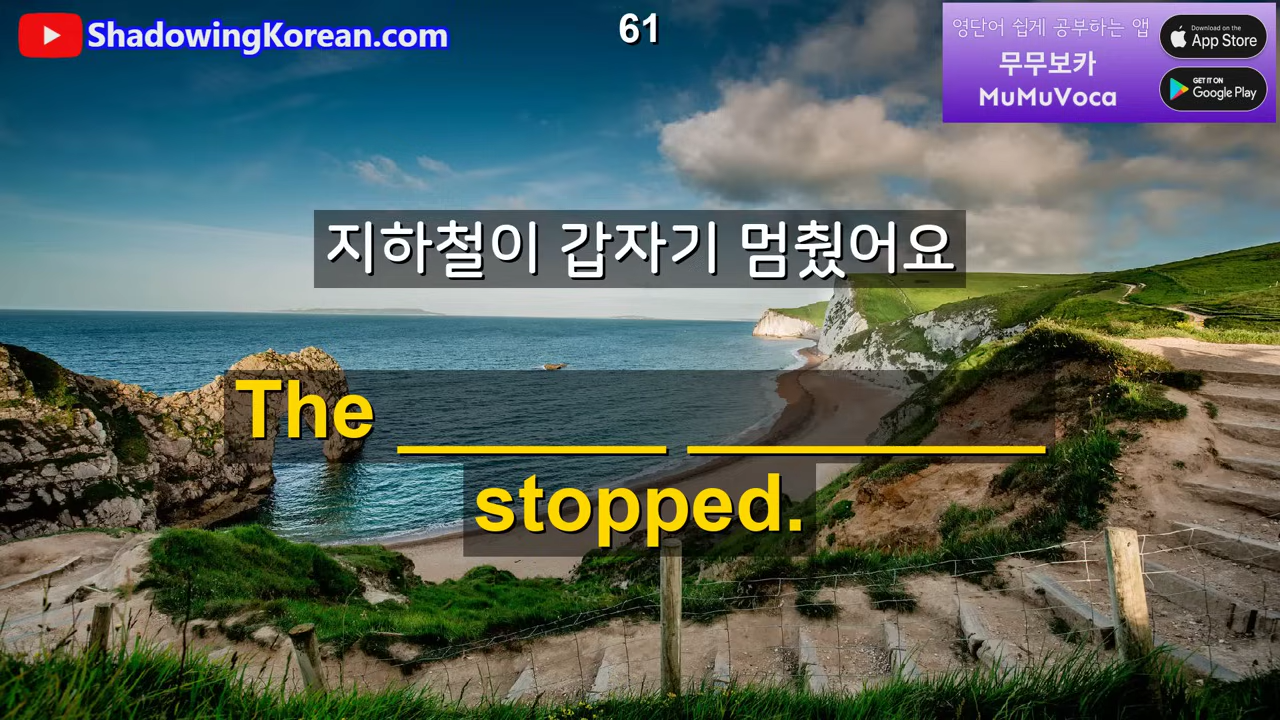 ShadowingKorean.com
61
영단어 쉽게 공부하는 앱
무무보카
MuMuVoca
Download on the
App Store
GET IT ON
Google Play
지하철이 갑자기 멈췄어요
The ______ ________
stopped.